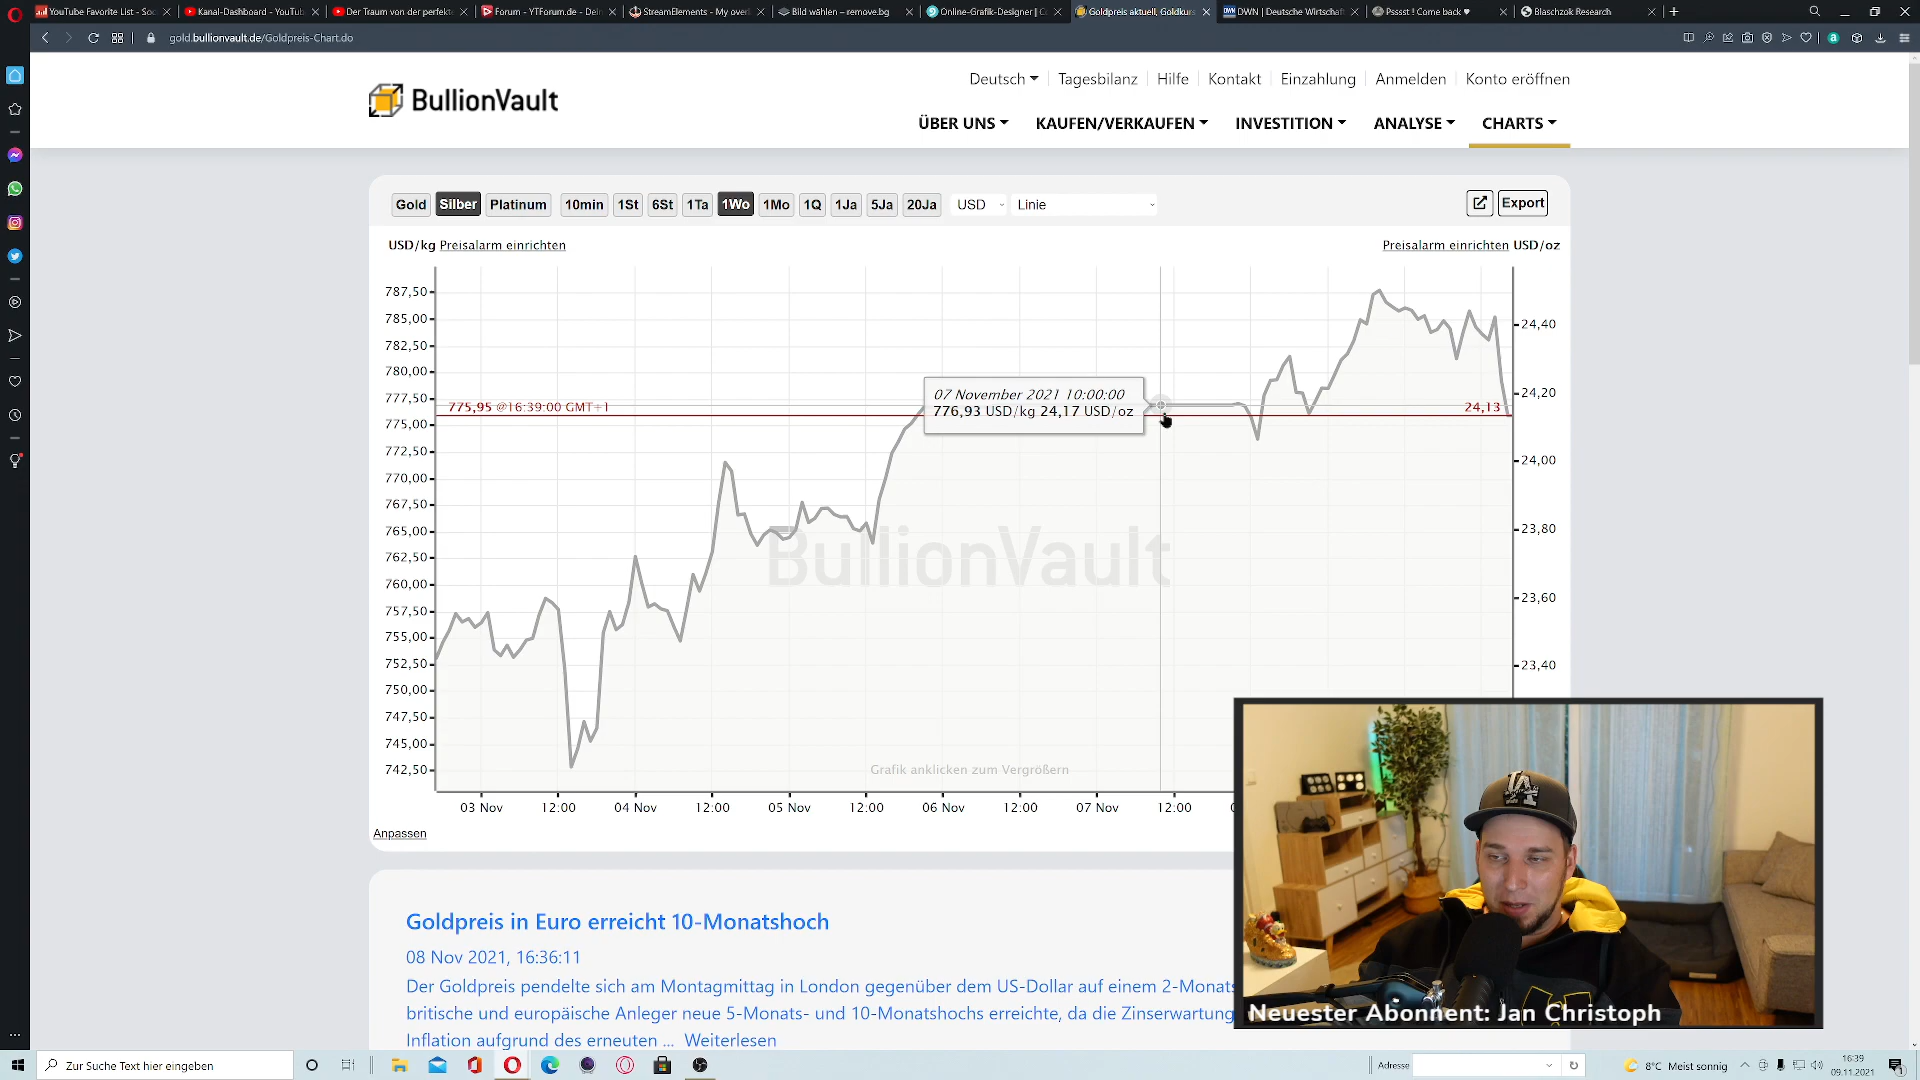 YouTube Favorite List - Soc
Kanal-Dashboard - YouTub
Der Traum von der perfekte
Forum - YTForum.de - Dein
StreamElements - My overl
Bild wählen – remove.bg
Online-Grafik-Designer | C
Goldpreis aktuell, Goldkurs
DWN | Deutsche Wirtschaf
Psssst ! Come back ♥
Blaschzok Research
gold.bullionvault.de/Goldpreis-Chart.do
BullionVault
Deutsch
Tagesbilanz
Hilfe
Kontakt
Einzahlung
Anmelden
Konto eröffnen
ÜBER UNS
KAUFEN/VERKAUFEN
INVESTITION
ANALYSE
CHARTS
Gold
Silber
Platinum
10min
1St
6St
1Ta
1Wo
1Mo
1Q
1Ja
5Ja
20Ja
USD
Linie
Export
USD/kg Preisalarm einrichten
Preisalarm einrichten USD/oz
787,50
785,00
782,50
780,00
777,50
775,00
772,50
770,00
767,50
765,00
762,50
760,00
757,50
755,00
752,50
750,00
747,50
745,00
742,50
775,95 @16:39:00 GMT+1
07 November 2021 10:00:00
776,93 USD/kg 24,17 USD/oz
24,13
24,40
24,20
24,00
23,80
23,60
23,40
BullionVault
Grafik anklicken zum Vergrößern
03 Nov
12:00
04 Nov
12:00
05 Nov
12:00
06 Nov
12:00
07 Nov
12:00
Anpassen
Goldpreis in Euro erreicht 10-Monatshoch
08 Nov 2021, 16:36:11
Der Goldpreis pendelte sich am Montagmittag in London gegenüber dem US-Dollar auf einem 2-Monats
britische und europäische Anleger neue 5-Monats- und 10-Monatshochs erreichte, da die Zinserwartung
Inflation aufgrund des erneuten ... Weiterlesen
LA
Neuester Abonnent: Jan Christoph
Zur Suche Text hier eingeben
Adresse
8°C Meist sonnig
16:39
09.11.2021